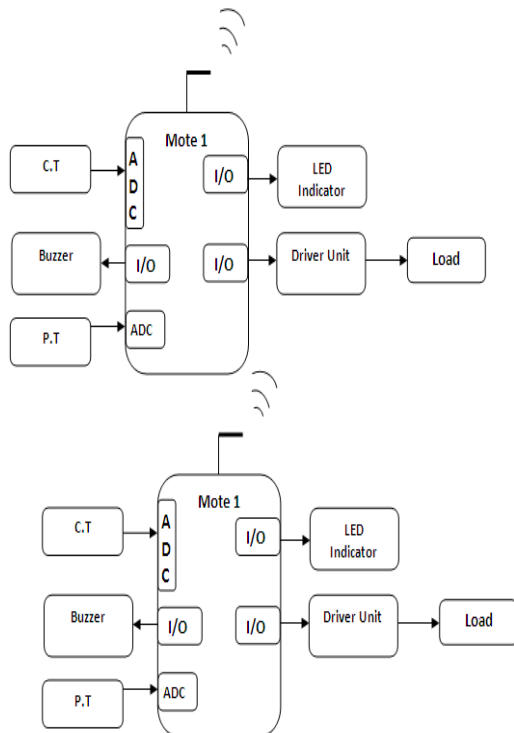 Mote 1
C.T
A
D
C
I/O
LED
Indicator
Buzzer
I/O
I/O
Driver Unit
Load
P.T
ADC
Mote 1
C.T
A
D
C
I/O
LED
Indicator
Buzzer
I/O
I/O
Driver Unit
Load
P.T
ADC